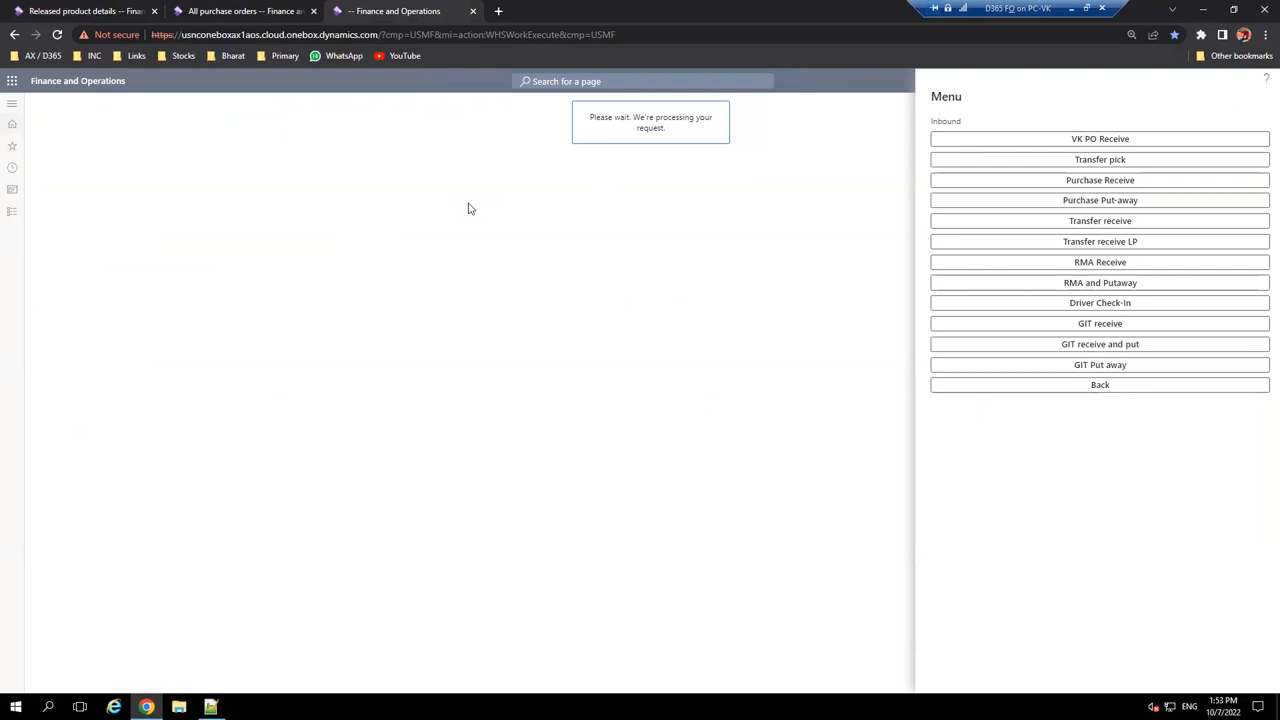 Released product details -- Finan
All purchase orders -- Finance an
-- Finance and Operations
D365 FO on PC-VK
Not secure
https://usnconeboxax1aos.cloud.onebox.dynamics.com/?cmp=USMF&mi=action:WHSWorkExecute&cmp=USMF
AX / D365
INC
Links
Stocks
Bharat
Primary
WhatsApp
YouTube
Other bookmarks
Finance and Operations
Search for a page
?
Please wait. We're processing your
request.
Menu
Inbound
VK PO Receive
Transfer pick
Purchase Receive
Purchase Put-away
Transfer receive
Transfer receive LP
RMA Receive
RMA and Putaway
Driver Check-In
GIT receive
GIT receive and put
GIT Put away
Back
ENG
1:53 PM
10/7/2022